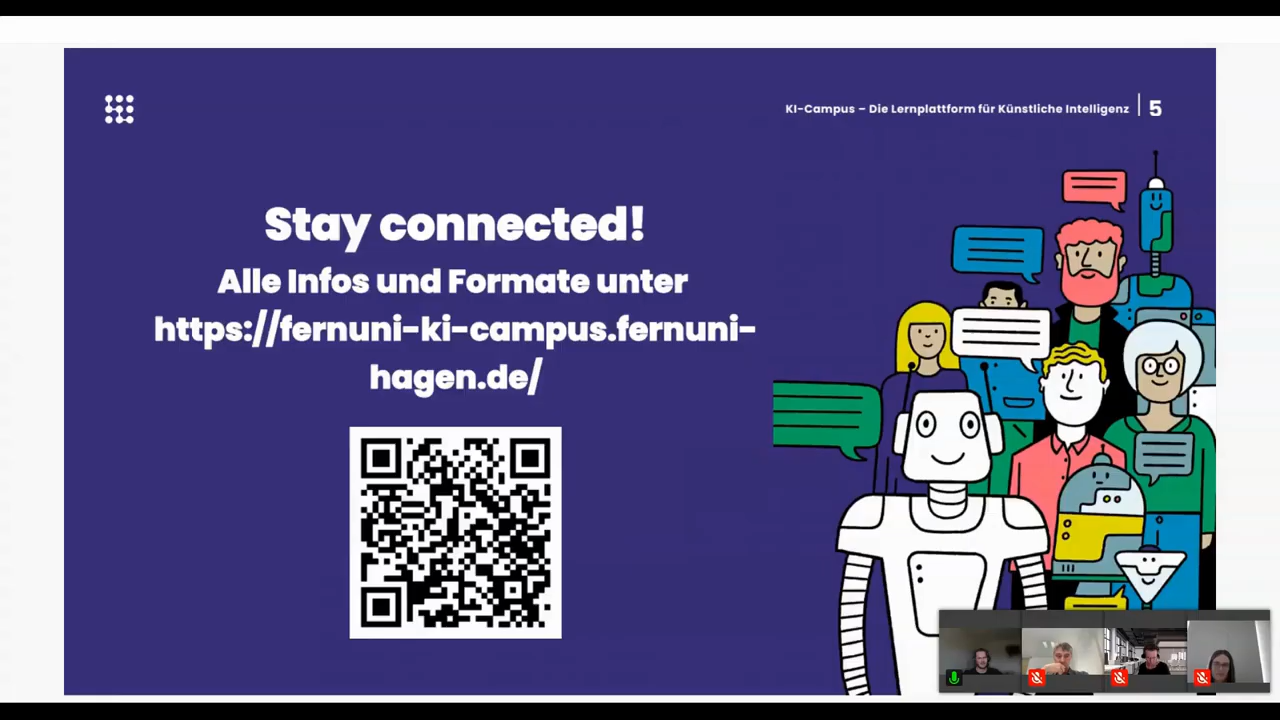 KI-Campus – Die Lernplattform für Künstliche Intelligenz | 5
Stay connected!
Alle Infos und Formate unter
https://fernuni-ki-campus.fernuni-
hagen.de/